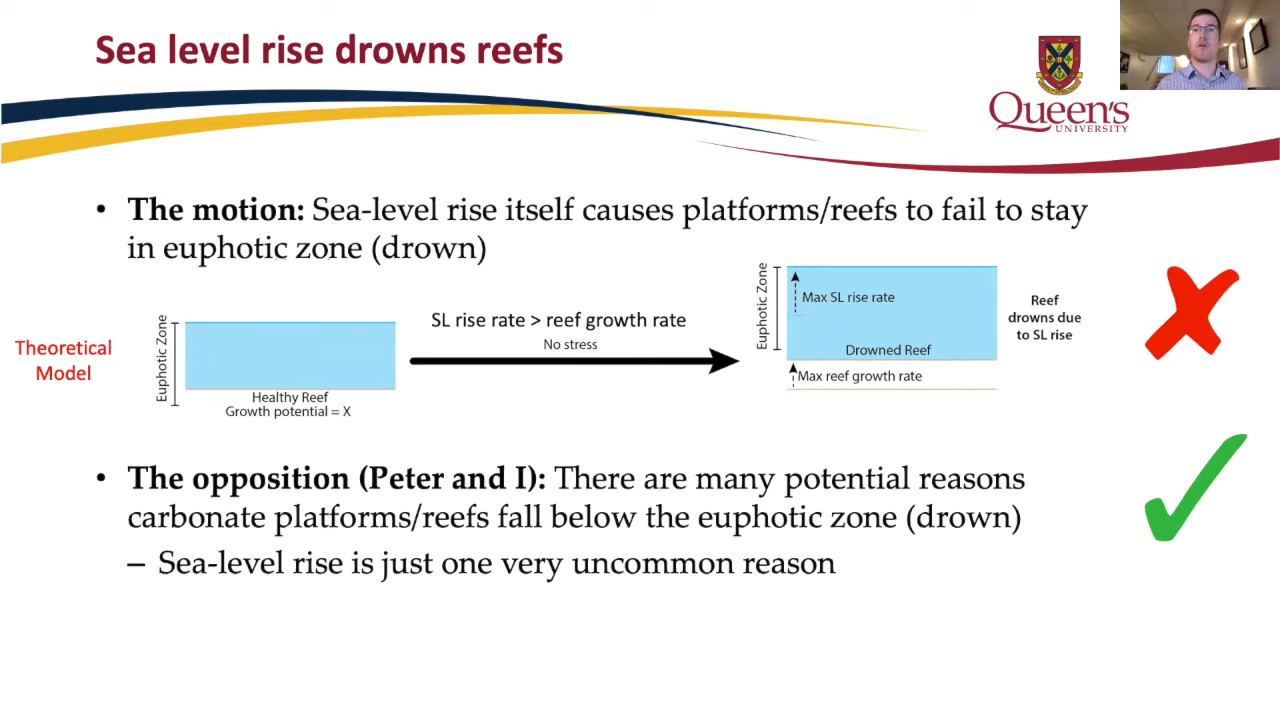 Sea level rise drowns reefs
Queen's
UNIVERSITY
• The motion: Sea-level rise itself causes platforms/reefs to fail to stay
in euphotic zone (drown)
Theoretical
Model
Euphotic Zone
Healthy Reef
Growth potential = X
SL rise rate > reef growth rate
No stress
Euphotic Zone
Max SL rise rate
Drowned Reef
Max reef growth rate
Reef
drowns due
to SL rise
• The opposition (Peter and I): There are many potential reasons
carbonate platforms/reefs fall below the euphotic zone (drown)
– Sea-level rise is just one very uncommon reason